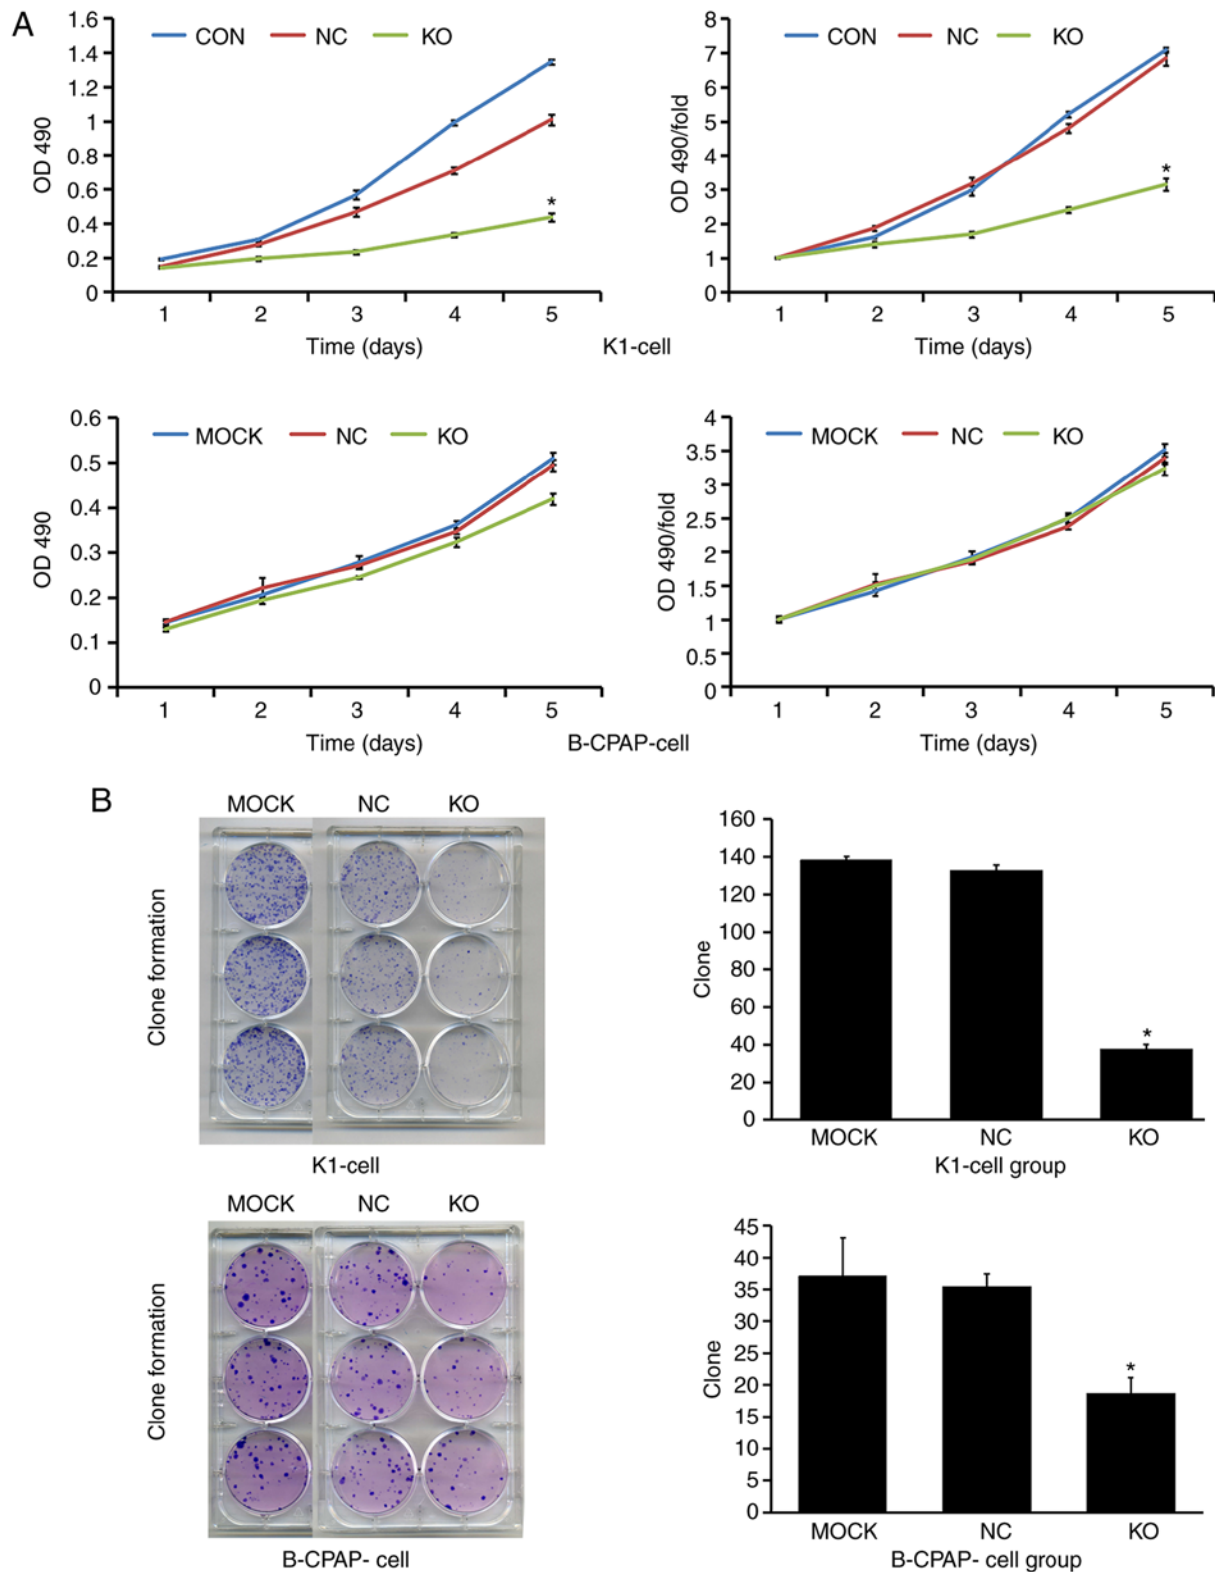 A
CON NC KO
OD 490
1.6
1.4
1.2
1
0.8
0.6
0.4
0.2
0
*
1 2 3 4 5
Time (days)
CON NC KO
OD 490/fold
8
7
6
5
4
3
2
1
0
*
1 2 3 4 5
Time (days)
K1-cell
MOCK NC KO
OD 490
0.6
0.5
0.4
0.3
0.2
0.1
0
1 2 3 4 5
Time (days)
MOCK NC KO
OD 490/fold
4
3.5
3
2.5
2
1.5
1
0.5
0
1 2 3 4 5
Time (days)
B-CPAP-cell
B
MOCK NC KO
Clone formation
K1-cell
Clone
160
140
120
100
80
60
40
20
0
*
MOCK NC KO
K1-cell group
MOCK NC KO
Clone formation
B-CPAP- cell
Clone
45
40
35
30
25
20
15
10
5
0
*
MOCK NC KO
B-CPAP- cell group